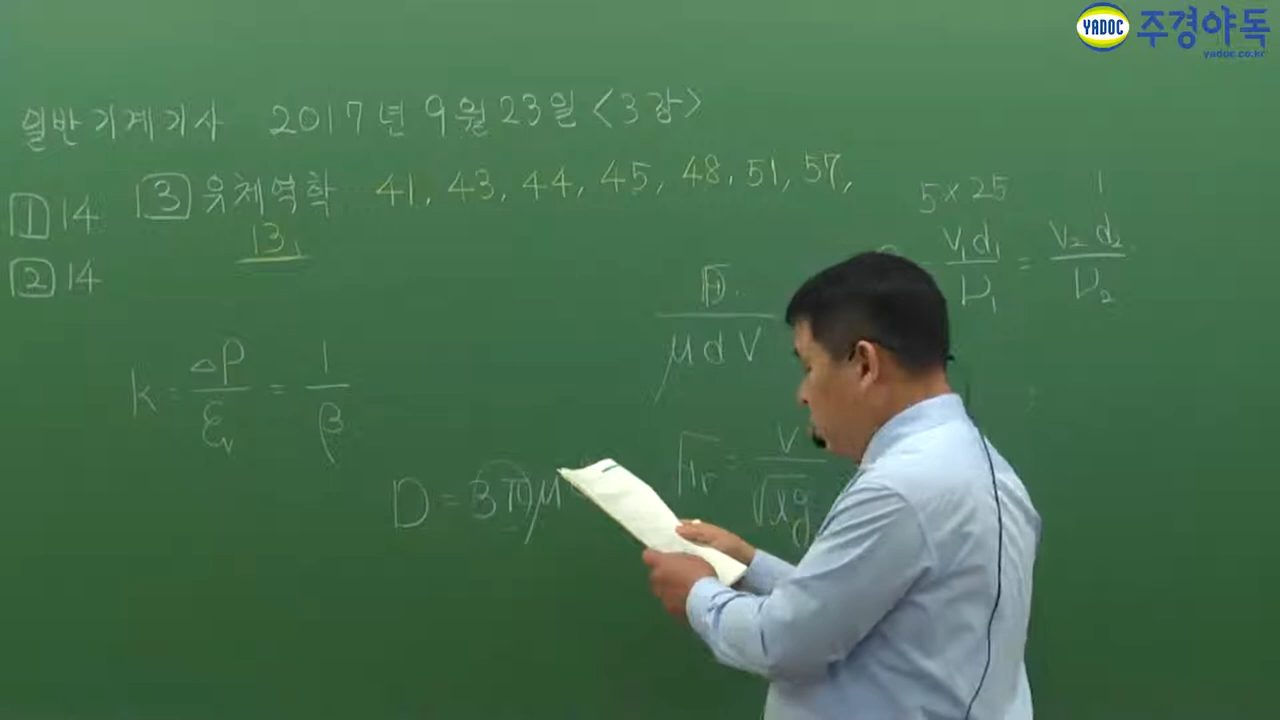 YADOC 주경야독
yadoc.co.kr
일반기계기사 2017년 9월 23일 <3강>
1 14 3 유체역학 41, 43, 44, 45, 48, 51, 57,
13,
2 14
5×25 1
V₁d₁/ν₁ = V₂d₂/ν₂
D/μdV
k = ΔP/εᵥ = 1/β
D = 3πμ
Fr = V/√lg